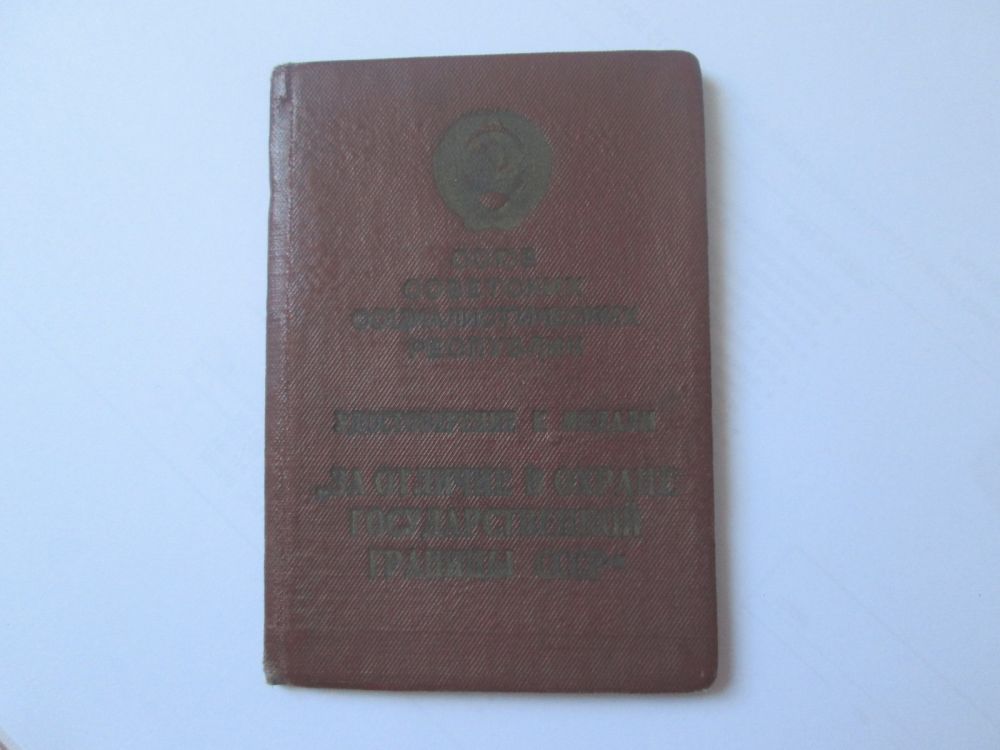 СОЮЗ
СОВЕТСКИХ
СОЦИАЛИСТИЧЕСКИХ
РЕСПУБЛИК
УДОСТОВЕРЕНИЕ К МЕДАЛИ
„ЗА ОТЛИЧИЕ В ОХРАНЕ
ГОСУДАРСТВЕННОЙ
ГРАНИЦЫ СССР“